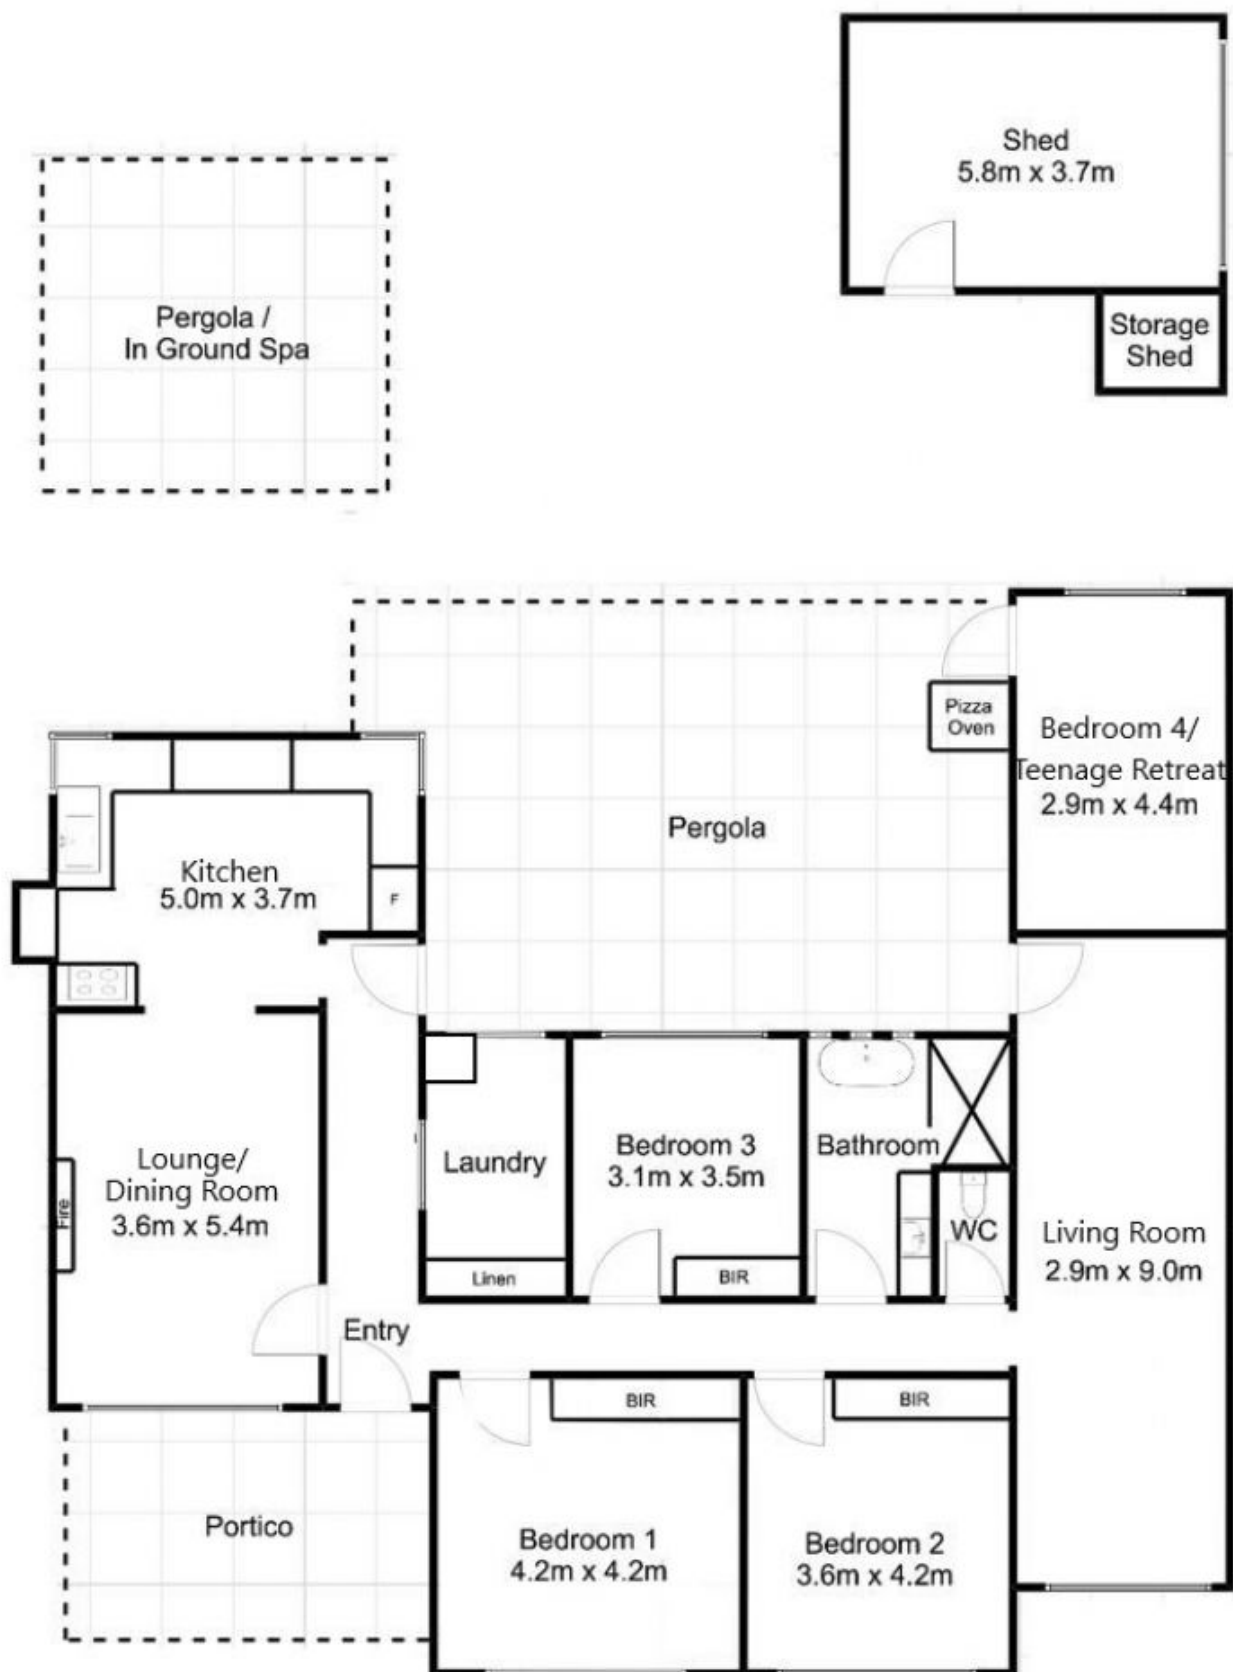 Shed
5.8m x 3.7m
Storage
Shed
Pergola /
In Ground Spa
Pizza
Oven
Bedroom 4/
Teenage Retreat
2.9m x 4.4m
Pergola
Kitchen
5.0m x 3.7m
F
Lounge/
Dining Room
3.6m x 5.4m
Fire
Laundry
Linen
Bedroom 3
3.1m x 3.5m
BIR
Bathroom
WC
Living Room
2.9m x 9.0m
Entry
BIR
BIR
Portico
Bedroom 1
4.2m x 4.2m
Bedroom 2
3.6m x 4.2m